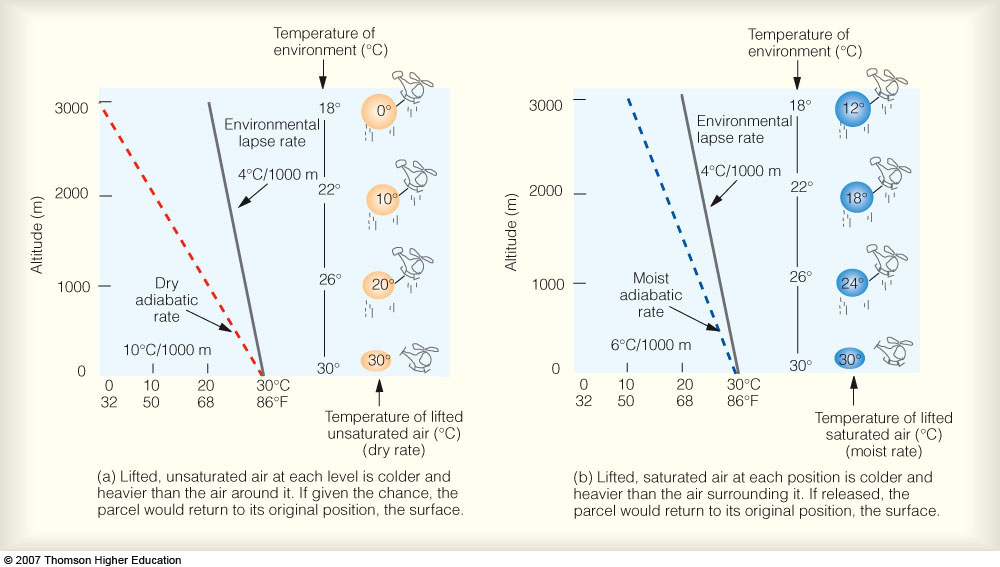 Temperature of
environment (°C)
3000
2000
1000
0
Altitude (m)
18°
22°
26°
30°
0°
10°
20°
30°
Environmental
lapse rate
4°C/1000 m
Dry
adiabatic
rate
10°C/1000 m
0 10 20 30°C
32 50 68 86°F
Temperature of lifted
unsaturated air (°C)
(dry rate)
(a) Lifted, unsaturated air at each level is colder and
heavier than the air around it. If given the chance, the
parcel would return to its original position, the surface.
Temperature of
environment (°C)
3000
2000
1000
0
Altitude (m)
18°
22°
26°
30°
12°
18°
24°
30°
Environmental
lapse rate
4°C/1000 m
Moist
adiabatic
rate
6°C/1000 m
0 10 20 30°C
32 50 68 86°F
Temperature of lifted
saturated air (°C)
(moist rate)
(b) Lifted, saturated air at each position is colder and
heavier than the air surrounding it. If released, the
parcel would return to its original position, the surface.
© 2007 Thomson Higher Education